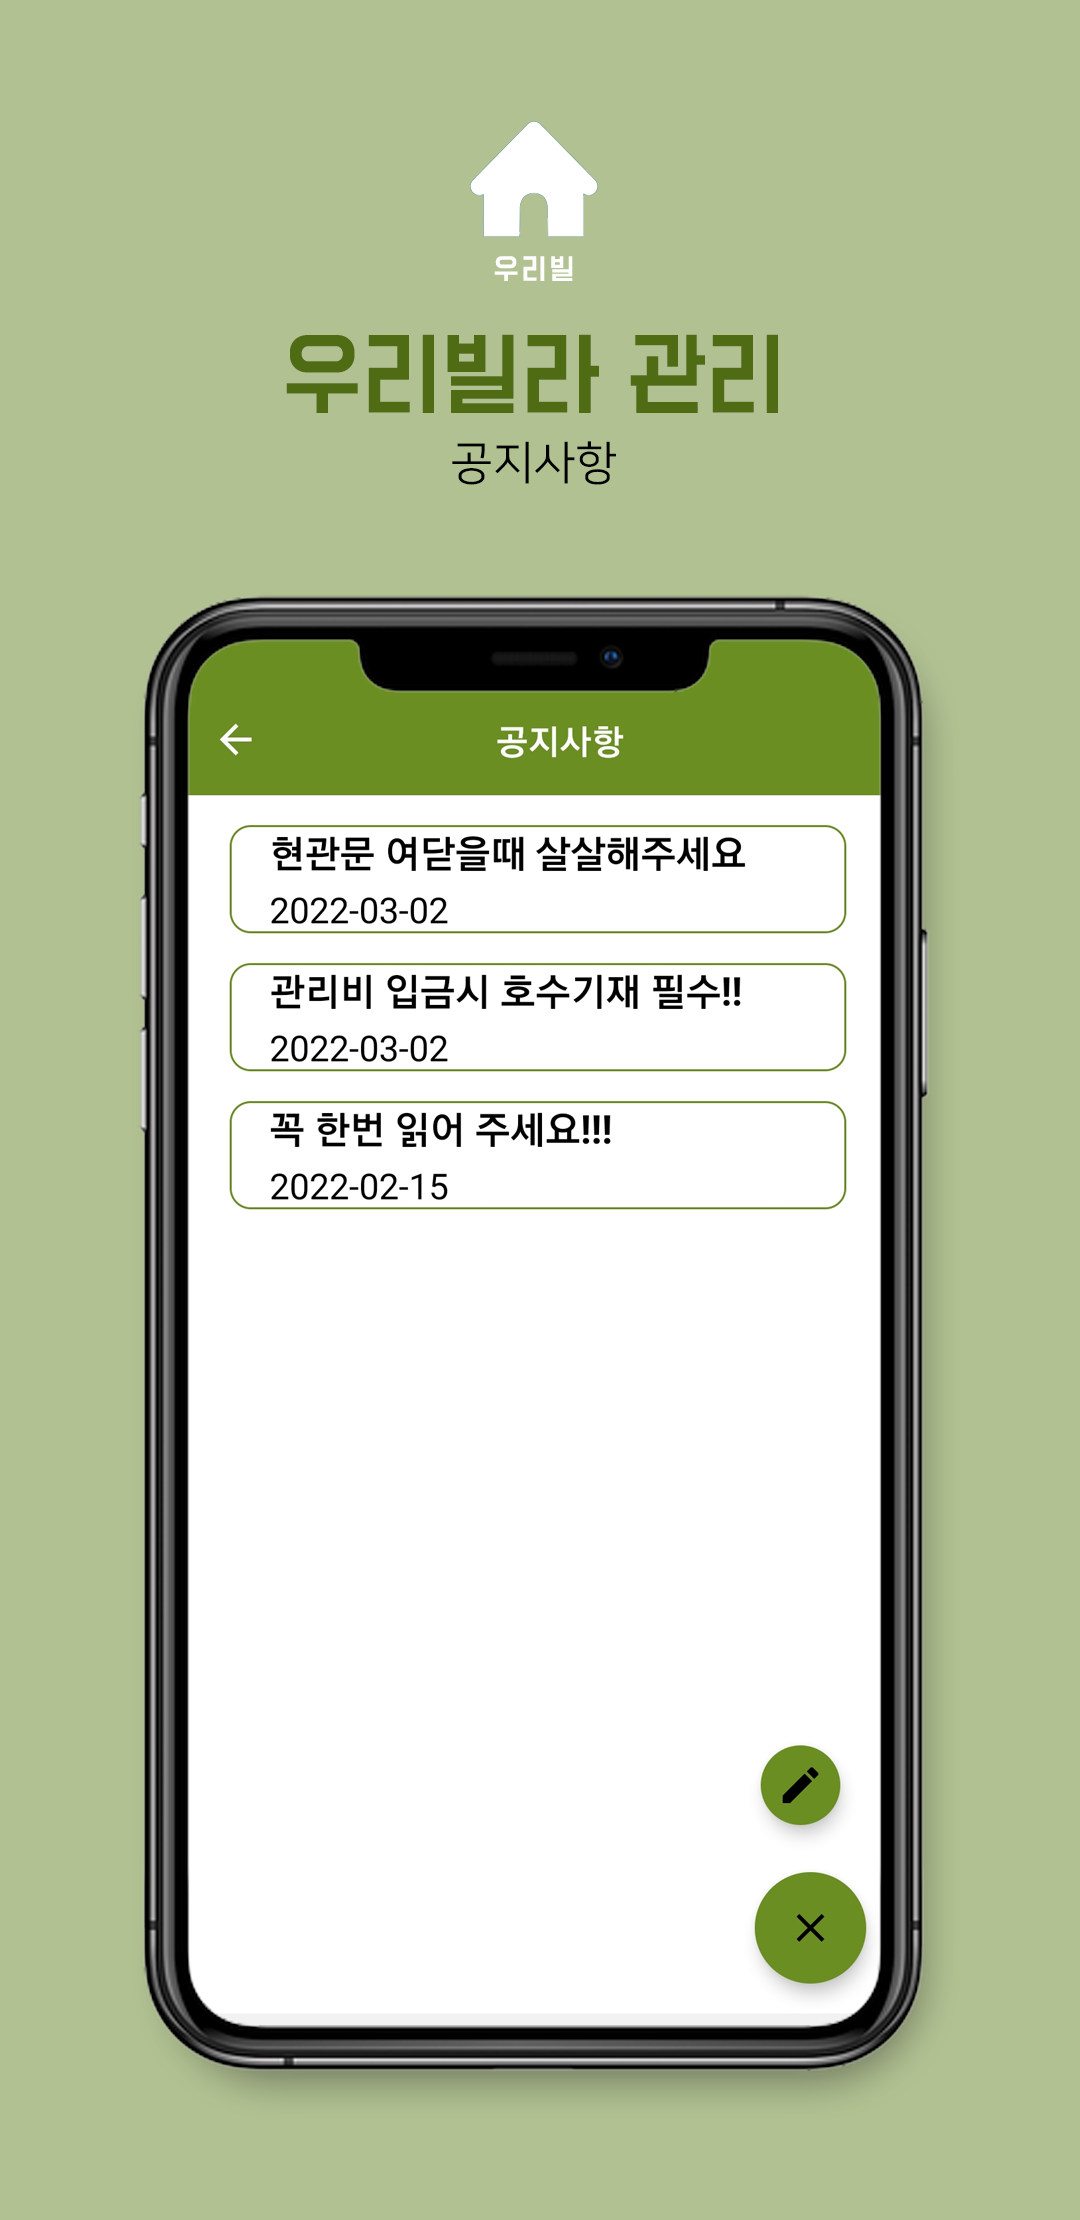 우리빌
우리빌라 관리
공지사항
공지사항
현관문 여닫을때 살살해주세요
2022-03-02
관리비 입금시 호수기재 필수!!
2022-03-02
꼭 한번 읽어 주세요!!!
2022-02-15